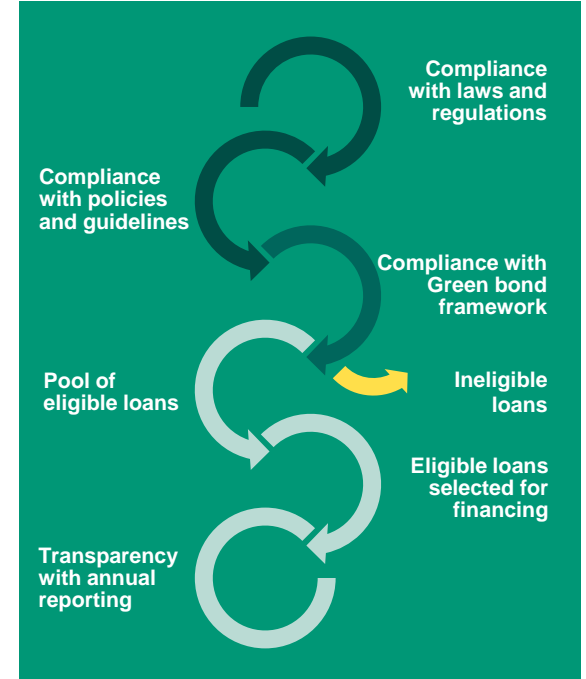 Compliance
with laws and
regulations
Compliance
with policies
and guidelines
Compliance with
Green bond
framework
Pool of
eligible loans
Ineligible
loans
Eligible loans
selected for
financing
Transparency
with annual
reporting